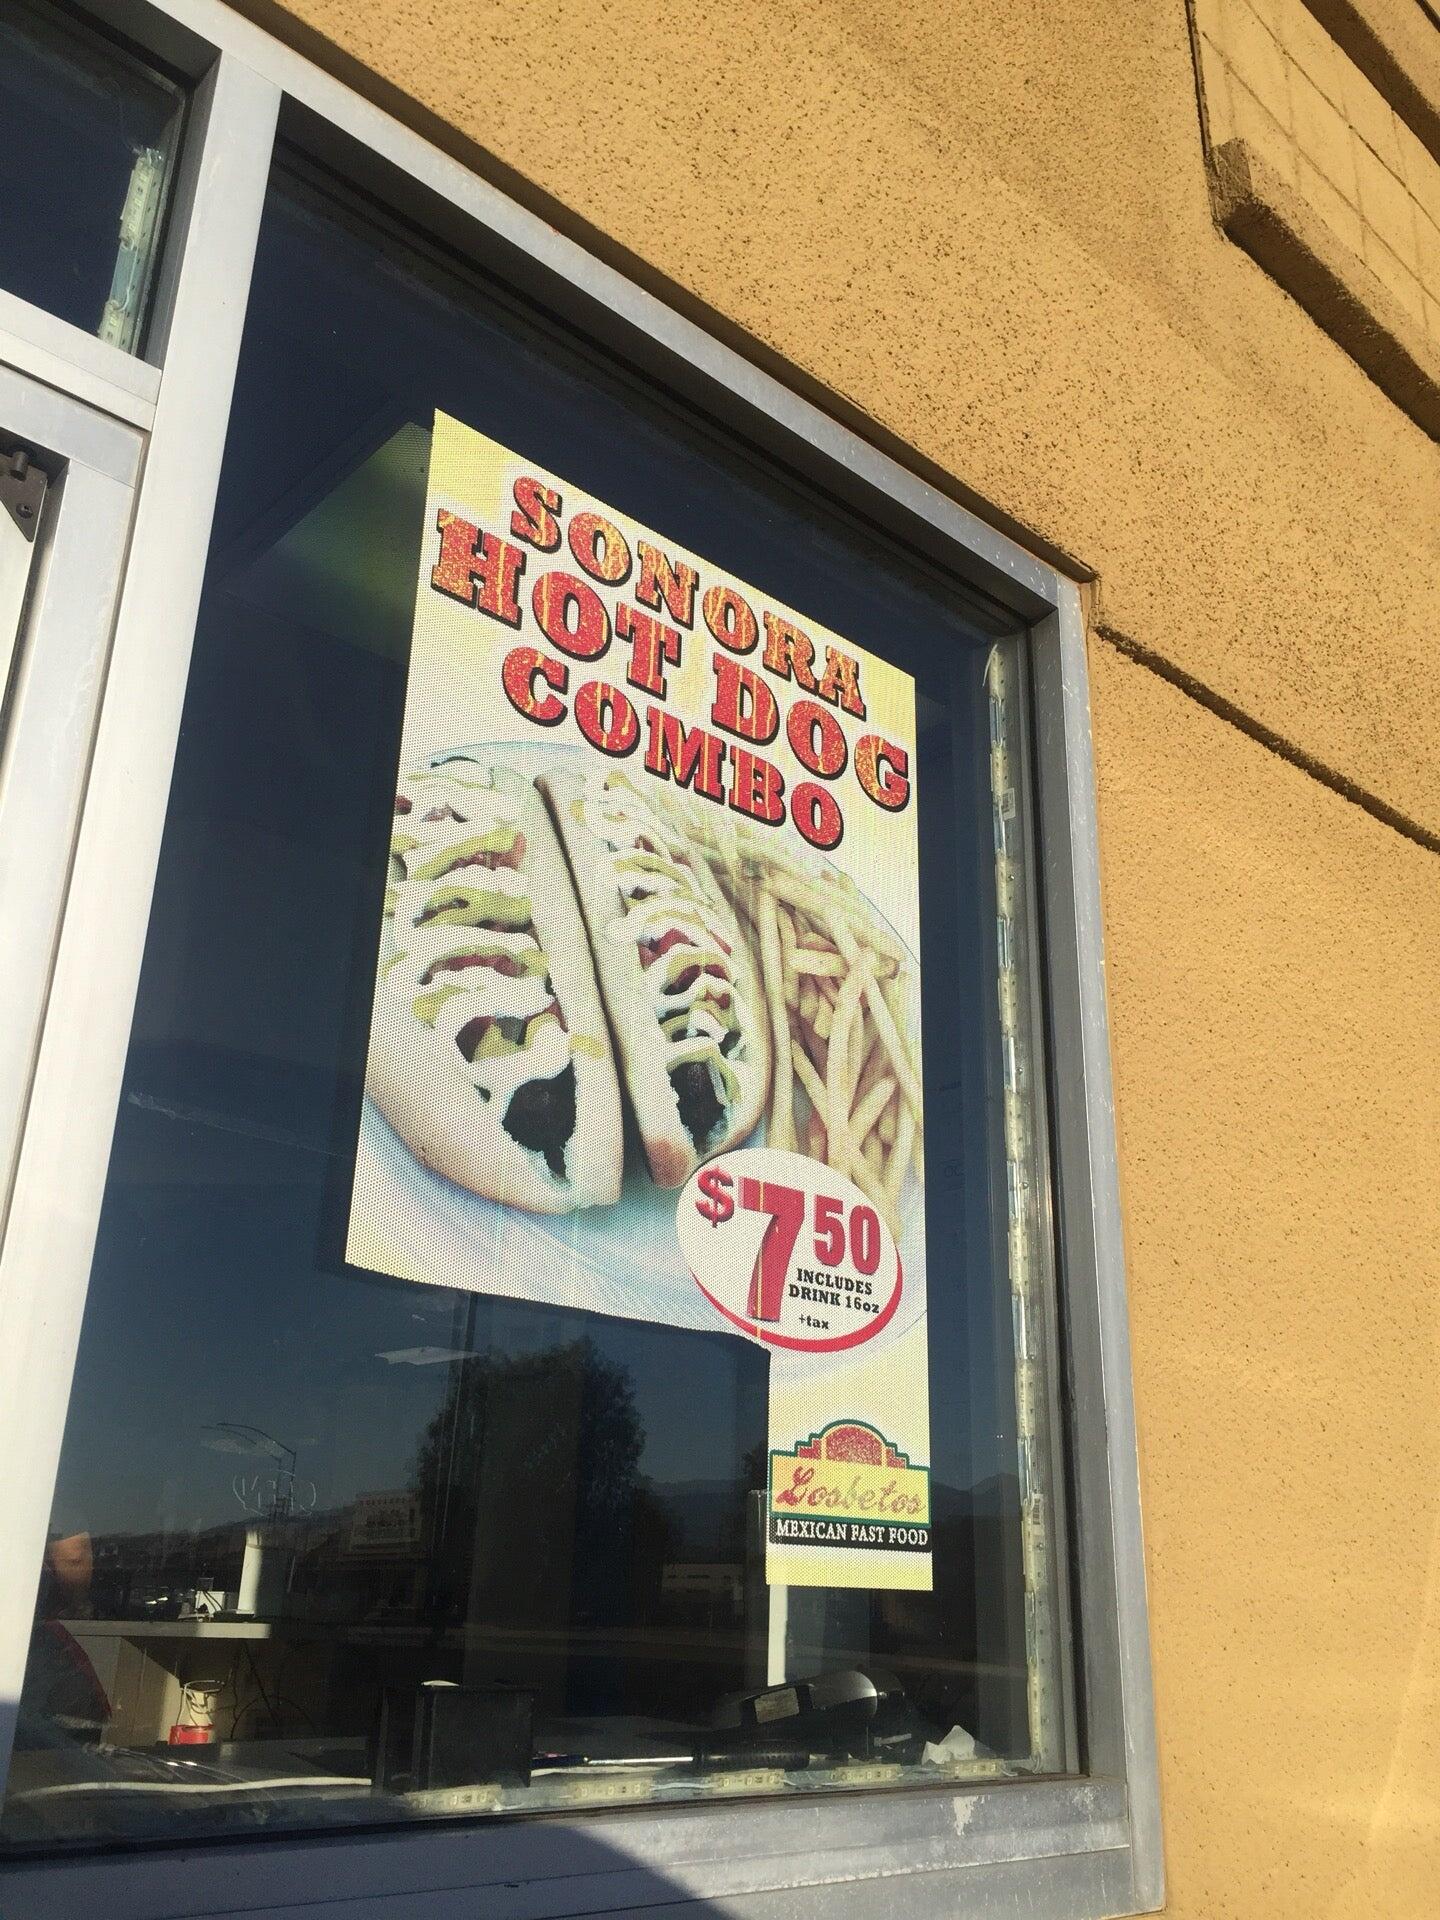 SONORA
HOT DOG
COMBO
$7.50
INCLUDES
DRINK 16oz
+tax
Losbetos
MEXICAN FAST FOOD